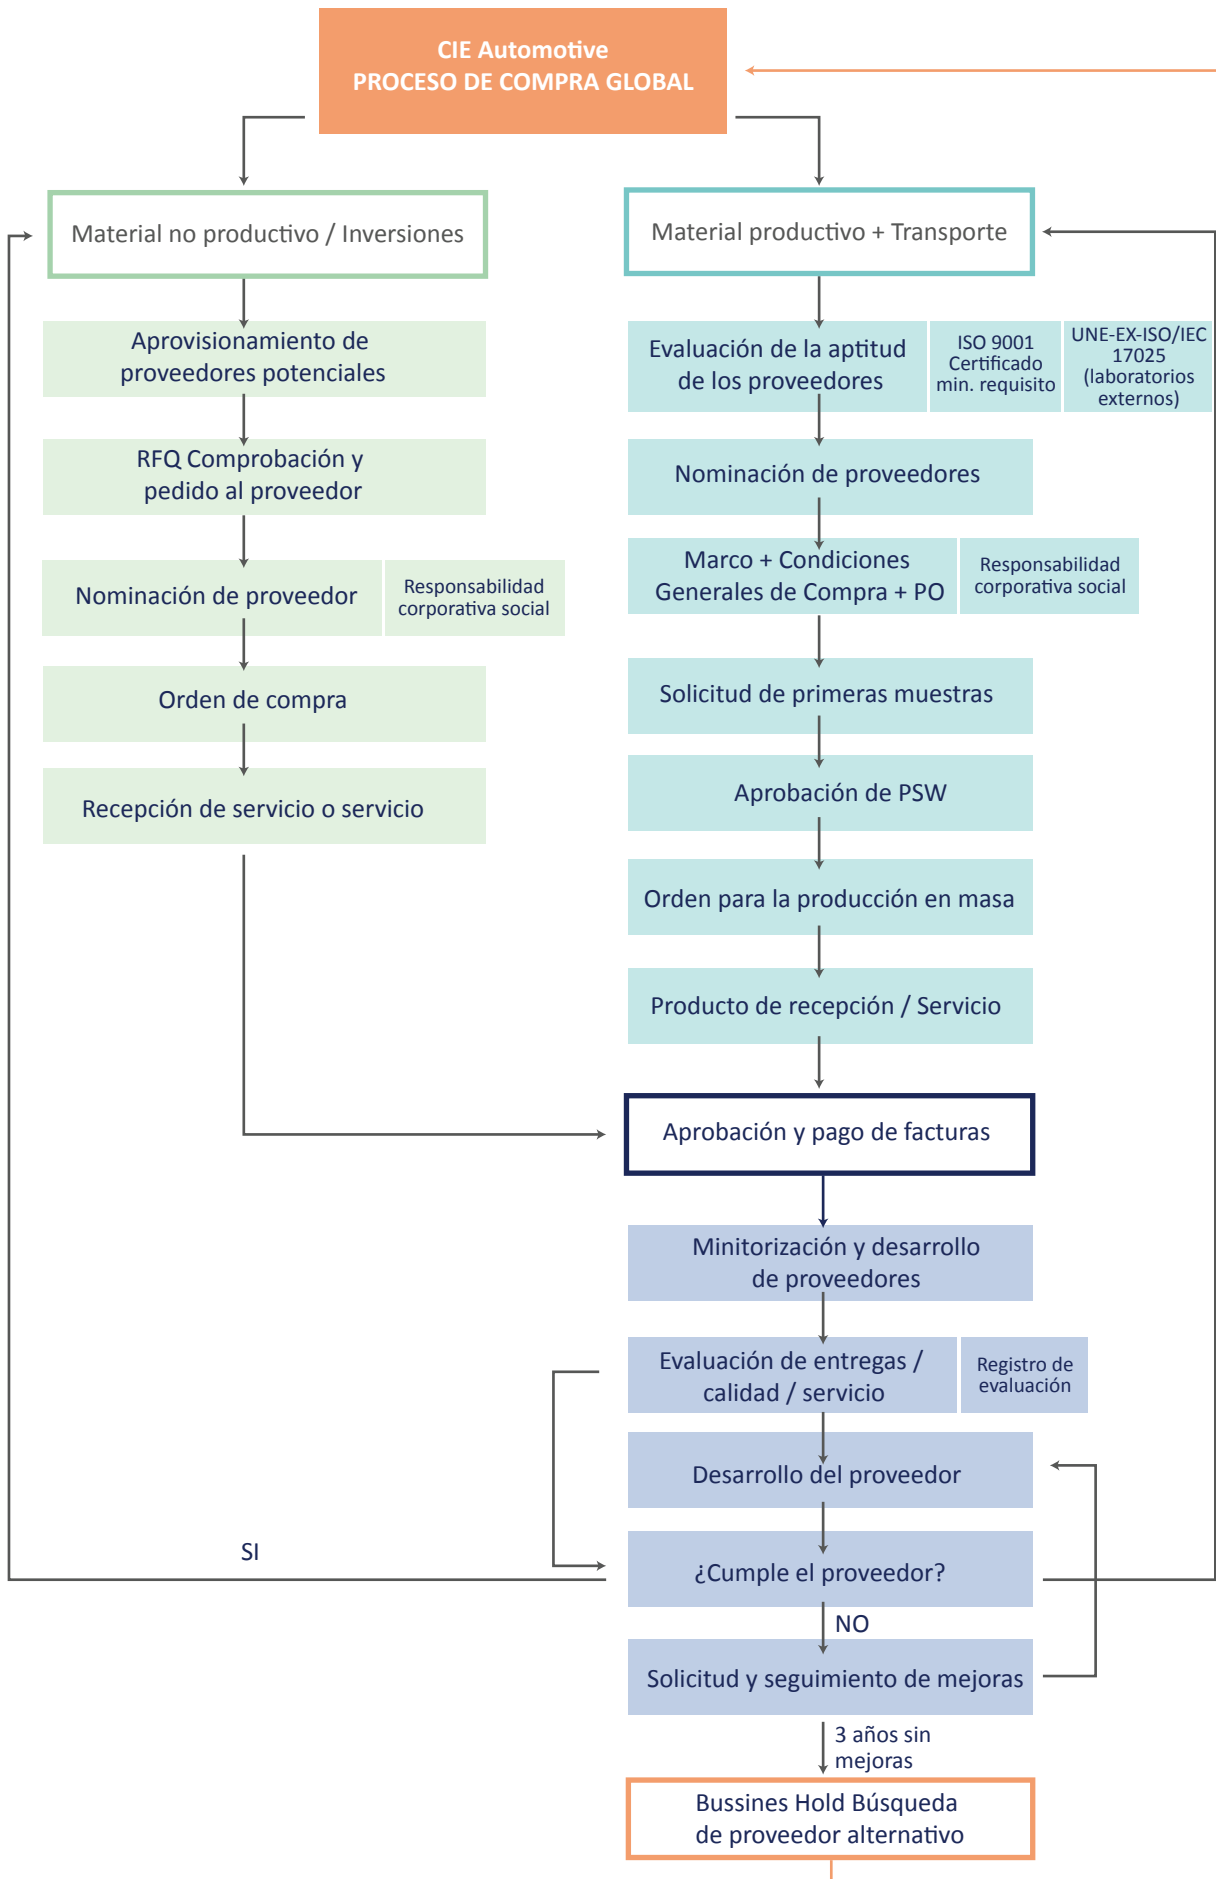 CIE Automotive
PROCESO DE COMPRA GLOBAL
Material no productivo / Inversiones
Aprovisionamiento de
proveedores potenciales
RFQ Comprobación y
pedido al proveedor
Nominación de proveedor
Responsabilidad
corporativa social
Orden de compra
Recepción de servicio o servicio
Material productivo + Transporte
Evaluación de la aptitud
de los proveedores
ISO 9001
Certificado
min. requisito
UNE-EX-ISO/IEC
17025
(laboratorios
externos)
Nominación de proveedores
Marco + Condiciones
Generales de Compra + PO
Responsabilidad
corporativa social
Solicitud de primeras muestras
Aprobación de PSW
Orden para la producción en masa
Producto de recepción / Servicio
Aprobación y pago de facturas
Minitorización y desarrollo
de proveedores
Evaluación de entregas /
calidad / servicio
Registro de
evaluación
Desarrollo del proveedor
SI
¿Cumple el proveedor?
NO
Solicitud y seguimiento de mejoras
3 años sin
mejoras
Bussines Hold Búsqueda
de proveedor alternativo